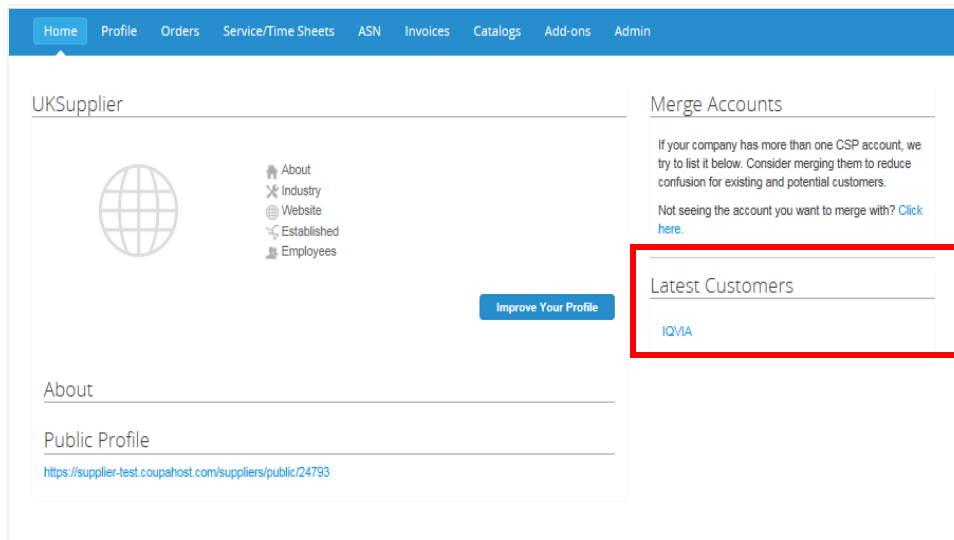 Home Profile Orders Service/Time Sheets ASN Invoices Catalogs Add-ons Admin
UKSupplier
About
Industry
Website
Established
Employees
Improve Your Profile
About
Public Profile
https://supplier-test.coupahost.com/suppliers/public/24793
Merge Accounts
If your company has more than one CSP account, we
try to list it below. Consider merging them to reduce
confusion for existing and potential customers.
Not seeing the account you want to merge with? Click
here.
Latest Customers
IQVIA